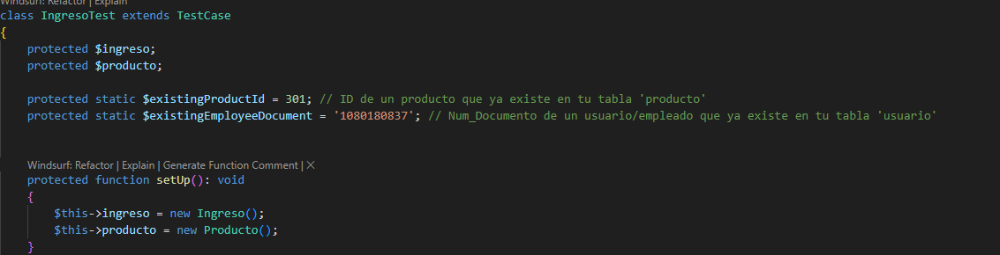 Windsurf: Refactor | Explain
class IngresoTest extends TestCase
{
protected $ingreso;
protected $producto;
protected static $existingProductId = 301; // ID de un producto que ya existe en tu tabla 'producto'
protected static $existingEmployeeDocument = '1080180837'; // Num_Documento de un usuario/empleado que ya existe en tu tabla 'usuario'
Windsurf: Refactor | Explain | Generate Function Comment | ×
protected function setUp(): void
{
$this->ingreso = new Ingreso();
$this->producto = new Producto();
}